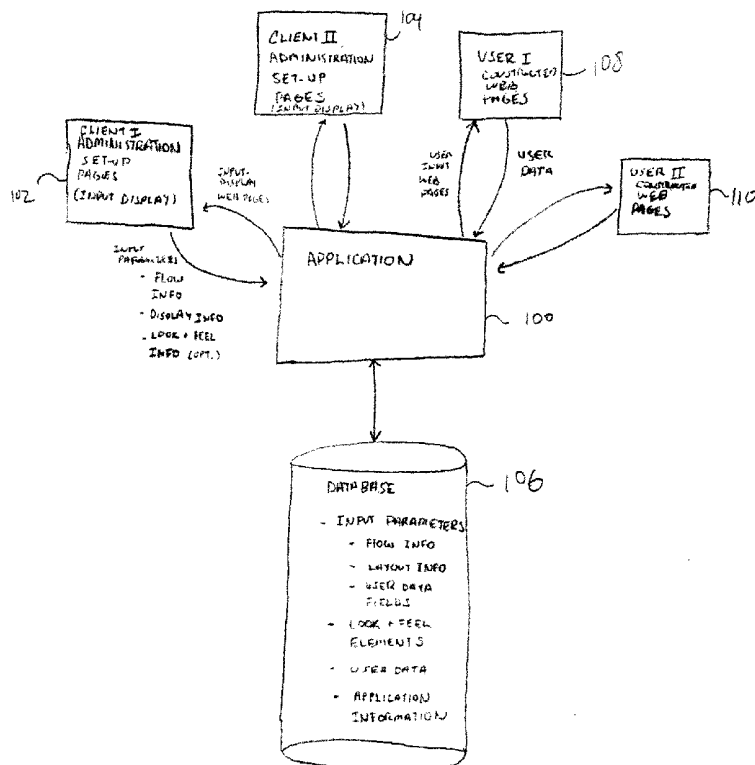 104
CLIENT II
ADMINISTRATION
SET-UP
PAGES
(INPUT DISPLAY)
USER I
CONSTRUCTED
WEB
PAGES
108
CLIENT I
ADMINISTRATION
SET-UP
PAGES
(INPUT DISPLAY)
102
INPUT-
DISPLAY
WEB PAGES
USER
INPUT
WEB
PAGES
USER
DATA
USER II
CONSTRUCTED
WEB
PAGES
110
INPUT
PARAMETERS
- FLOW
INFO
- DISPLAY INFO
- LOOK + FEEL
INFO (OPT.)
APPLICATION
100
106
DATABASE
- INPUT PARAMETERS
- FLOW INFO
- LAYOUT INFO
- USER DATA
FIELDS
- LOOK + FEEL
ELEMENTS
- USER DATA
- APPLICATION
INFORMATION